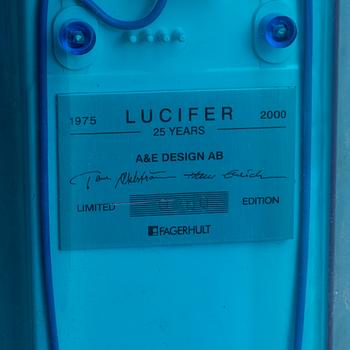 1975 LUCIFER 2000
25 YEARS
A&E DESIGN AB
LIMITED EDITION
FAGERHULT